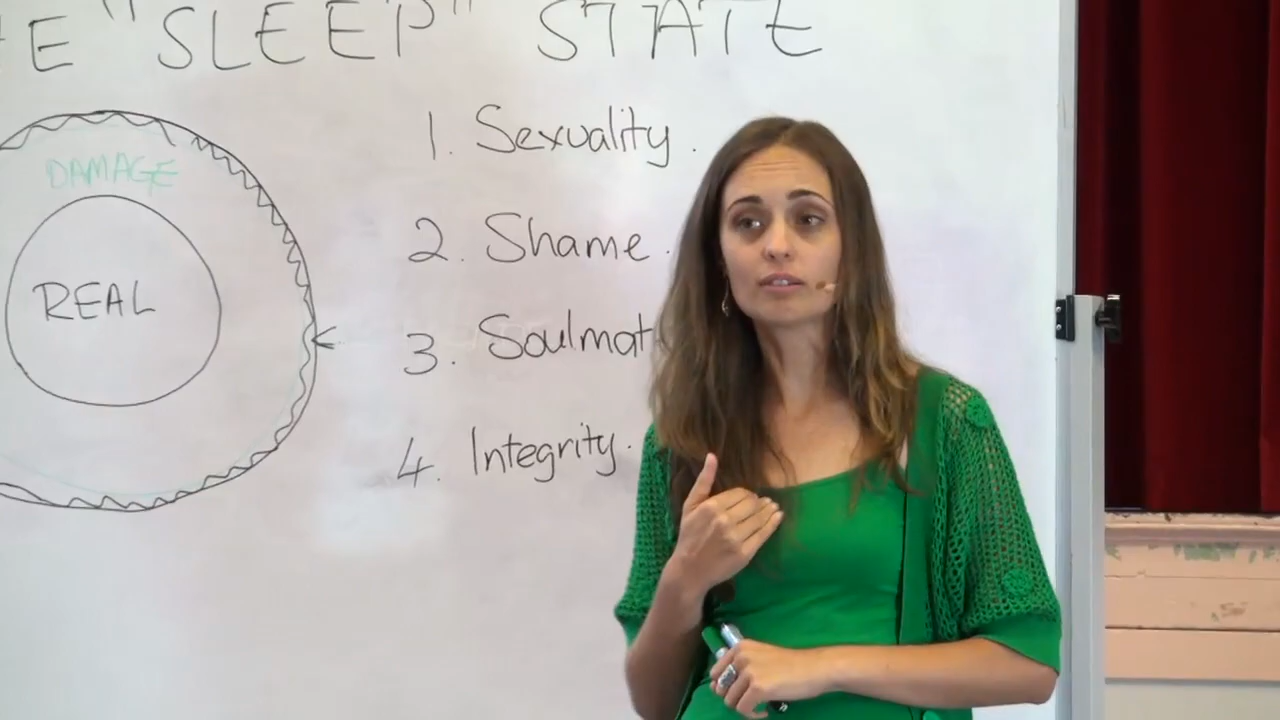 E "SLEEP" STATE
DAMAGE
REAL
1. Sexuality.
2. Shame.
3. Soulmat
4. Integrity.